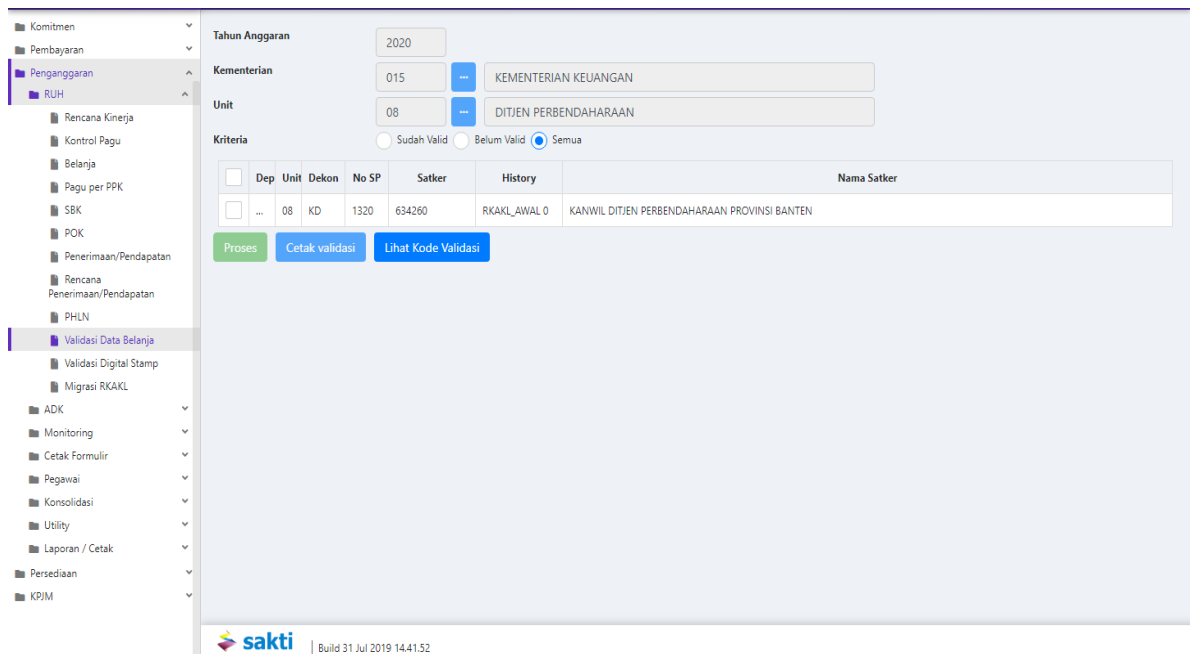 Komitmen
Pembayaran
Penganggaran
RUH
Rencana Kinerja
Kontrol Pagu
Belanja
Pagu per PPK
SBK
POK
Penerimaan/Pendapatan
Rencana
Penerimaan/Pendapatan
PHLN
Validasi Data Belanja
Validasi Digital Stamp
Migrasi RKAKL
ADK
Monitoring
Cetak Formulir
Pegawai
Konsolidasi
Utility
Laporan / Cetak
Persediaan
KPJM
Tahun Anggaran 2020
Kementerian 015 ... KEMENTERIAN KEUANGAN
Unit 08 ... DITJEN PERBENDAHARAAN
Kriteria Sudah Valid Belum Valid Semua
Dep Unit Dekon No SP Satker History Nama Satker
... 08 KD 1320 634260 RKAKL_AWAL 0 KANWIL DITJEN PERBENDAHARAAN PROVINSI BANTEN
Proses Cetak validasi Lihat Kode Validasi
sakti | Build 31 Jul 2019 14.41.52